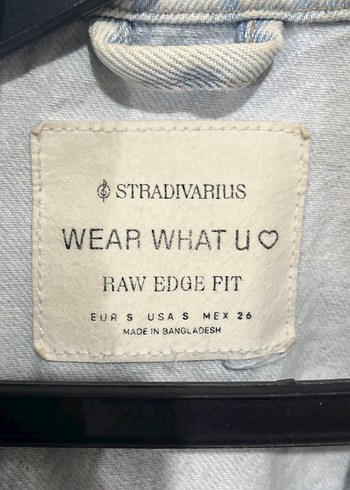 STRADIVARIUS
WEAR WHAT U ♡
RAW EDGE FIT
EUR S USA S MEX 26
MADE IN BANGLADESH